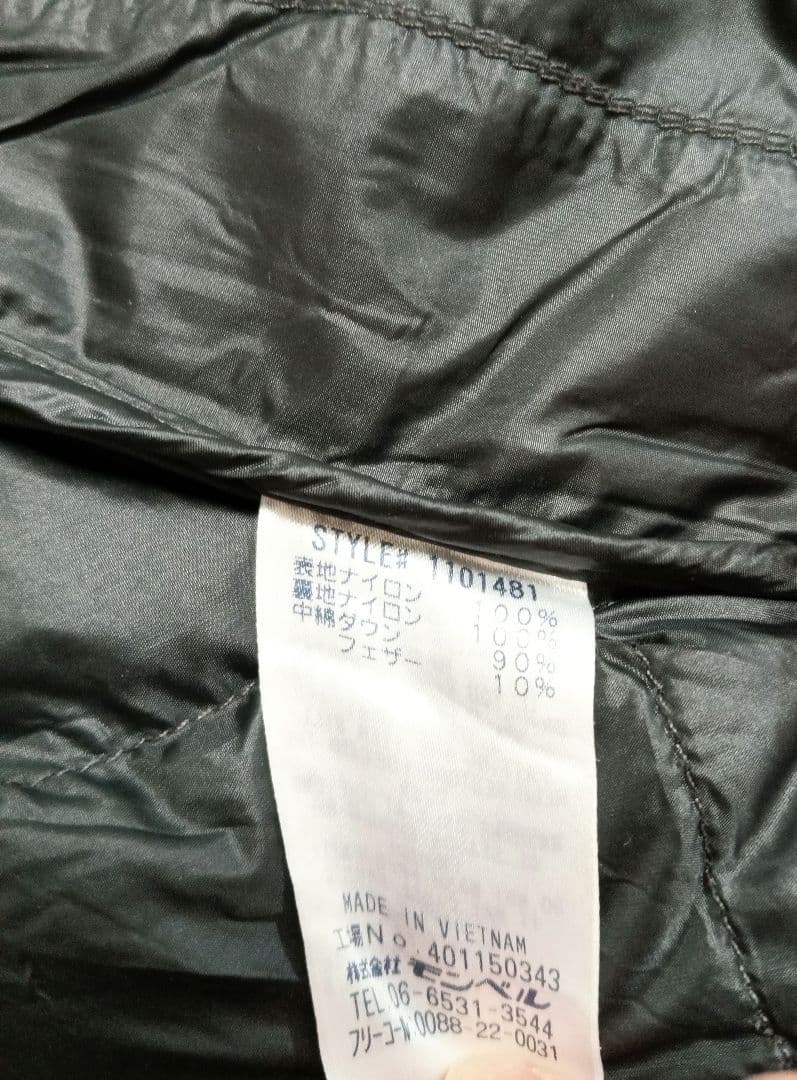 STYLE# 1101481
表地ナイロン 100%
裏地ナイロン 100%
中綿ダウン 90%
フェザー 10%
MADE IN VIETNAM
工場No. 401150343
株式会社 モンベル
TEL 06-6531-3544
フリーコールNo. 0088-22-0031